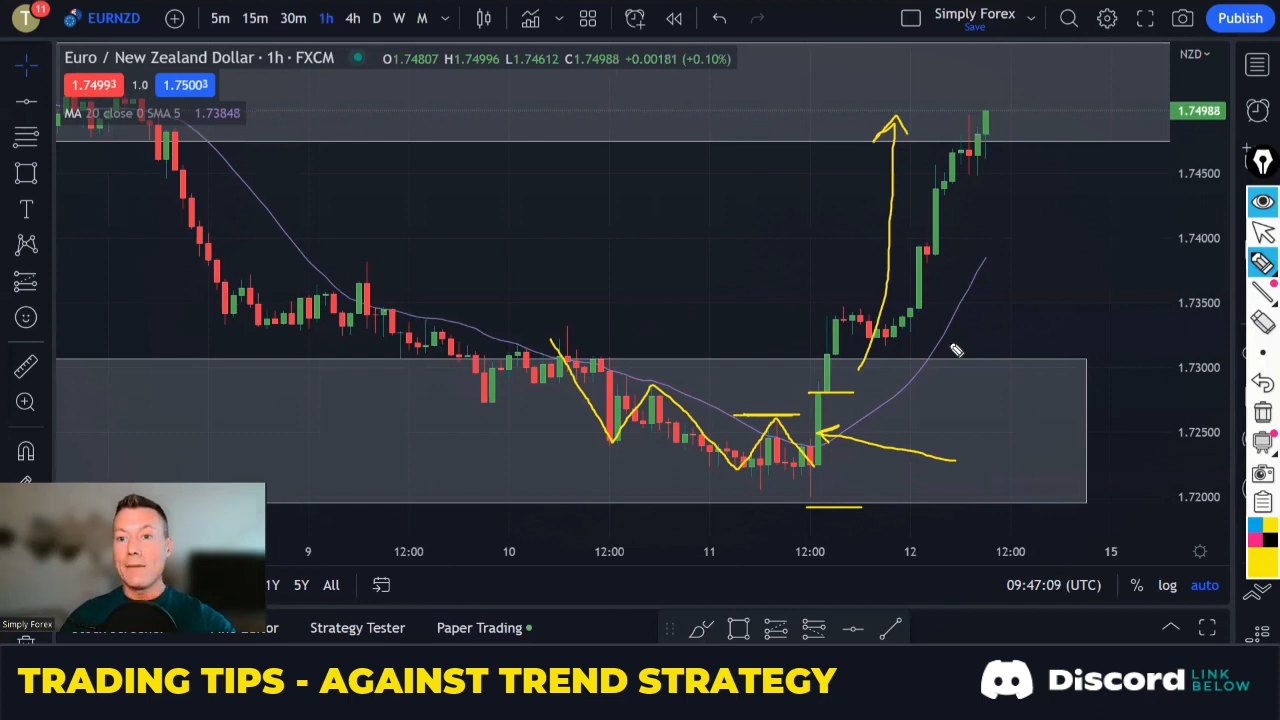 T 11 EURNZD 5m 15m 30m 1h 4h D W M Simply Forex Save Publish
Euro / New Zealand Dollar · 1h · FXCM O1.74807 H1.74996 L1.74612 C1.74988 +0.00181 (+0.10%) NZD
1.74993 1.0 1.75003
MA 20 close 0 SMA 5 1.73848
1.74988
1.74500
1.74000
1.73500
1.73000
1.72500
1.72000
9 12:00 10 12:00 11 12:00 12 12:00 15
1Y 5Y All 09:47:09 (UTC) % log auto
Simply Forex
Strategy Tester Paper Trading
TRADING TIPS - AGAINST TREND STRATEGY Discord LINK BELOW